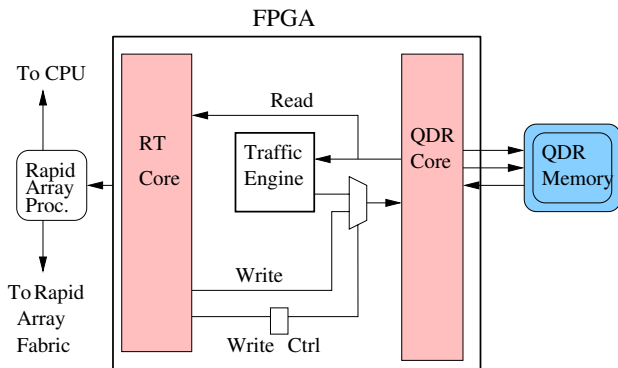 FPGA
To CPU
Rapid
Array
Proc.
To Rapid
Array
Fabric
RT
Core
Read
Traffic
Engine
Write
Write Ctrl
QDR
Core
QDR
Memory